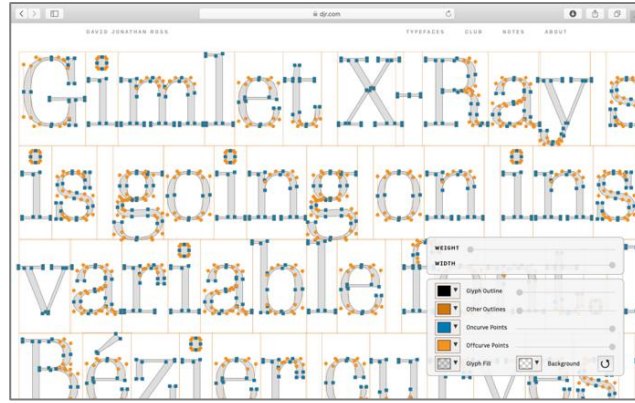 djr.com
DAVID JONATHAN ROSS TYPEFACES CLUB NOTES ABOUT
Gimlet X-Ray
is going on ins
variable f
Bézier
WEIGHT
WIDTH
Glyph Outline
Other Outlines
Oncurve Points
Offcurve Points
Glyph Fill Background